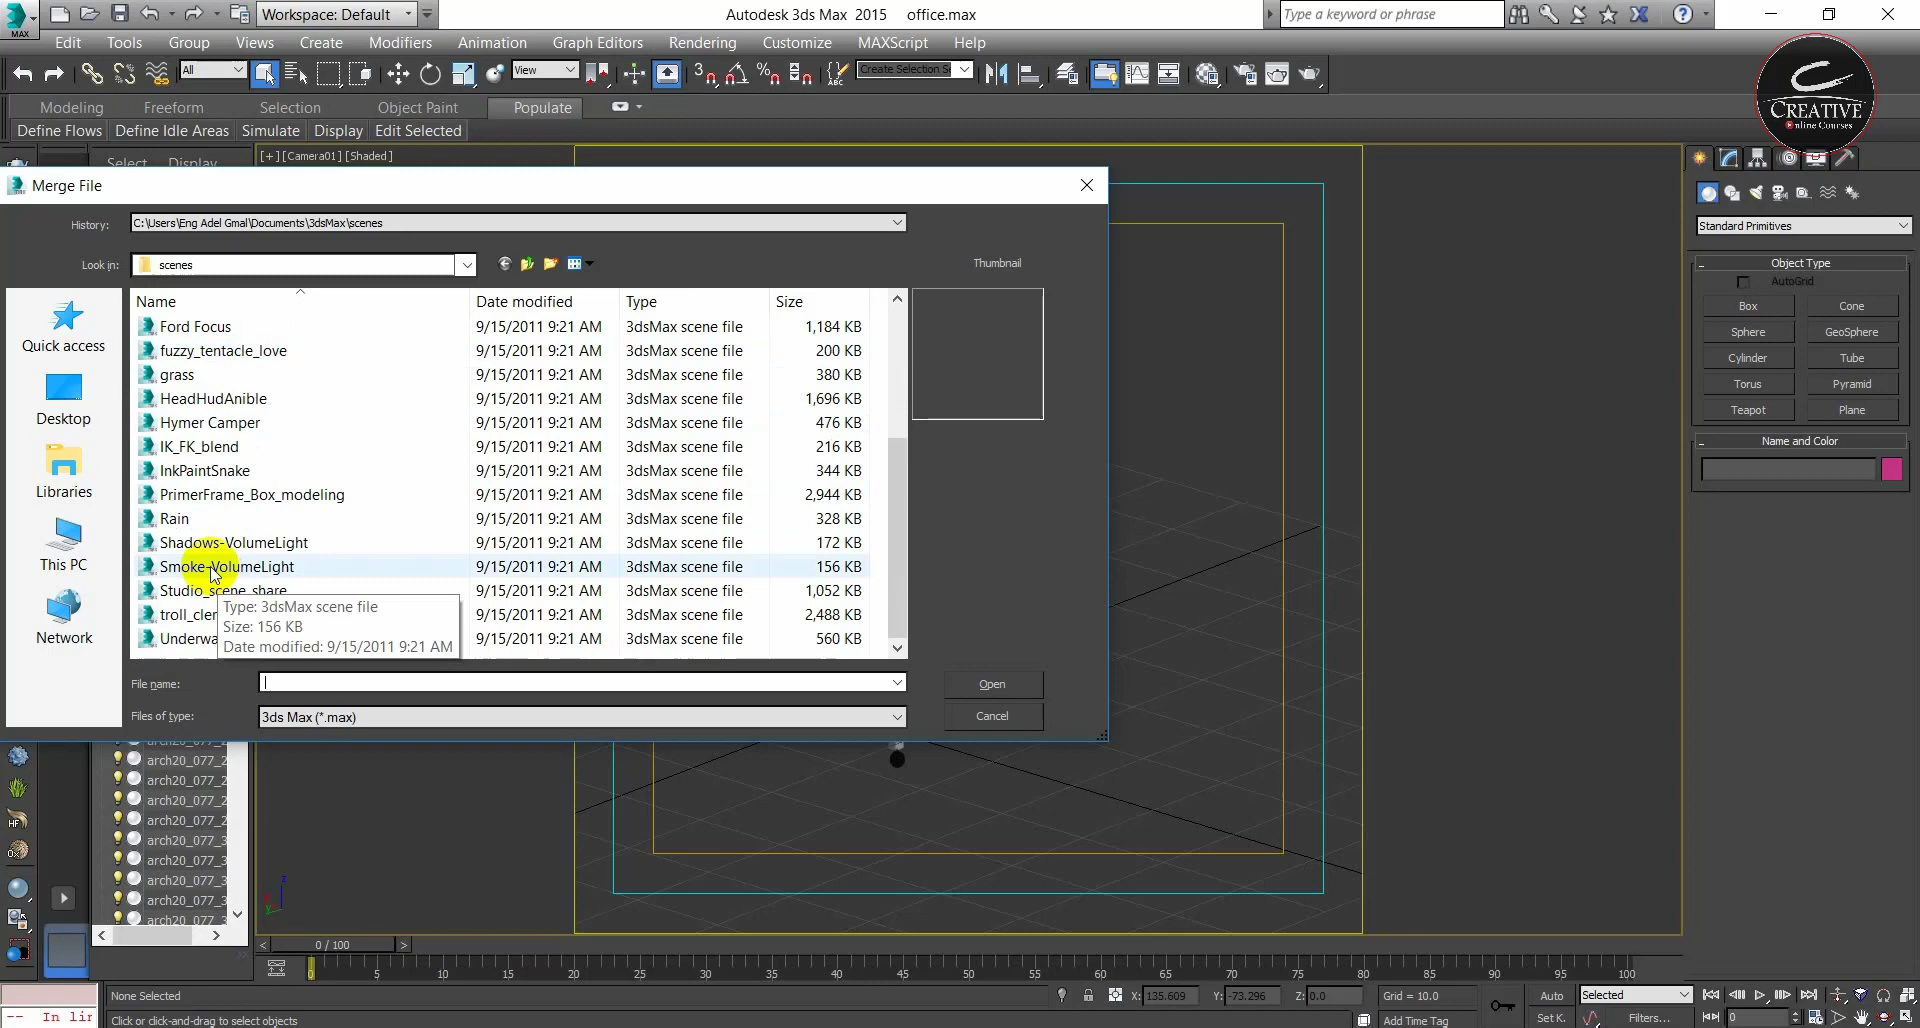 Workspace: Default
Autodesk 3ds Max 2015 office.max
Type a keyword or phrase
MAX
Edit Tools Group Views Create Modifiers Animation Graph Editors Rendering Customize MAXScript Help
All
View
3
ABC
Create Selection S
Modeling Freeform Selection Object Paint Populate
Define Flows Define Idle Areas Simulate Display Edit Selected
CREATIVE
Online Courses
Select Display
[+] [Camera01] [Shaded]
Merge File
History: C:\Users\Eng Adel Gmal\Documents\3dsMax\scenes
Look in: scenes
Thumbnail
Name Date modified Type Size
Ford Focus 9/15/2011 9:21 AM 3dsMax scene file 1,184 KB
fuzzy_tentacle_love 9/15/2011 9:21 AM 3dsMax scene file 200 KB
grass 9/15/2011 9:21 AM 3dsMax scene file 380 KB
HeadHudAnible 9/15/2011 9:21 AM 3dsMax scene file 1,696 KB
Hymer Camper 9/15/2011 9:21 AM 3dsMax scene file 476 KB
IK_FK_blend 9/15/2011 9:21 AM 3dsMax scene file 216 KB
InkPaintSnake 9/15/2011 9:21 AM 3dsMax scene file 344 KB
PrimerFrame_Box_modeling 9/15/2011 9:21 AM 3dsMax scene file 2,944 KB
Rain 9/15/2011 9:21 AM 3dsMax scene file 328 KB
Shadows-VolumeLight 9/15/2011 9:21 AM 3dsMax scene file 172 KB
Smoke-VolumeLight 9/15/2011 9:21 AM 3dsMax scene file 156 KB
Studio_scene_share 9/15/2011 9:21 AM 3dsMax scene file 1,052 KB
troll_cler 9/15/2011 9:21 AM 3dsMax scene file 2,488 KB
Underwa 9/15/2011 9:21 AM 3dsMax scene file 560 KB
Type: 3dsMax scene file
Size: 156 KB
Date modified: 9/15/2011 9:21 AM
Quick access
Desktop
Libraries
This PC
Network
File name:
Open
Files of type: 3ds Max (*.max)
Cancel
Standard Primitives
Object Type
AutoGrid
Box Cone
Sphere GeoSphere
Cylinder Tube
Torus Pyramid
Teapot Plane
Name and Color
arch20_077_2
arch20_077_2
arch20_077_2
arch20_077_2
arch20_077_2
arch20_077_3
arch20_077_3
arch20_077_3
arch20_077_3
arch20_077_3
HF
z
y
0 / 100
0 5 10 15 20 25 30 35 40 45 50 55 60 65 70 75 80 85 90 95 100
None Selected
X: 135.609 Y: -73.296 Z: 0.0 Grid = 10.0
Auto Selected
-- In lir
Click or click-and-drag to select objects
Add Time Tag
Set K. Filters...
0